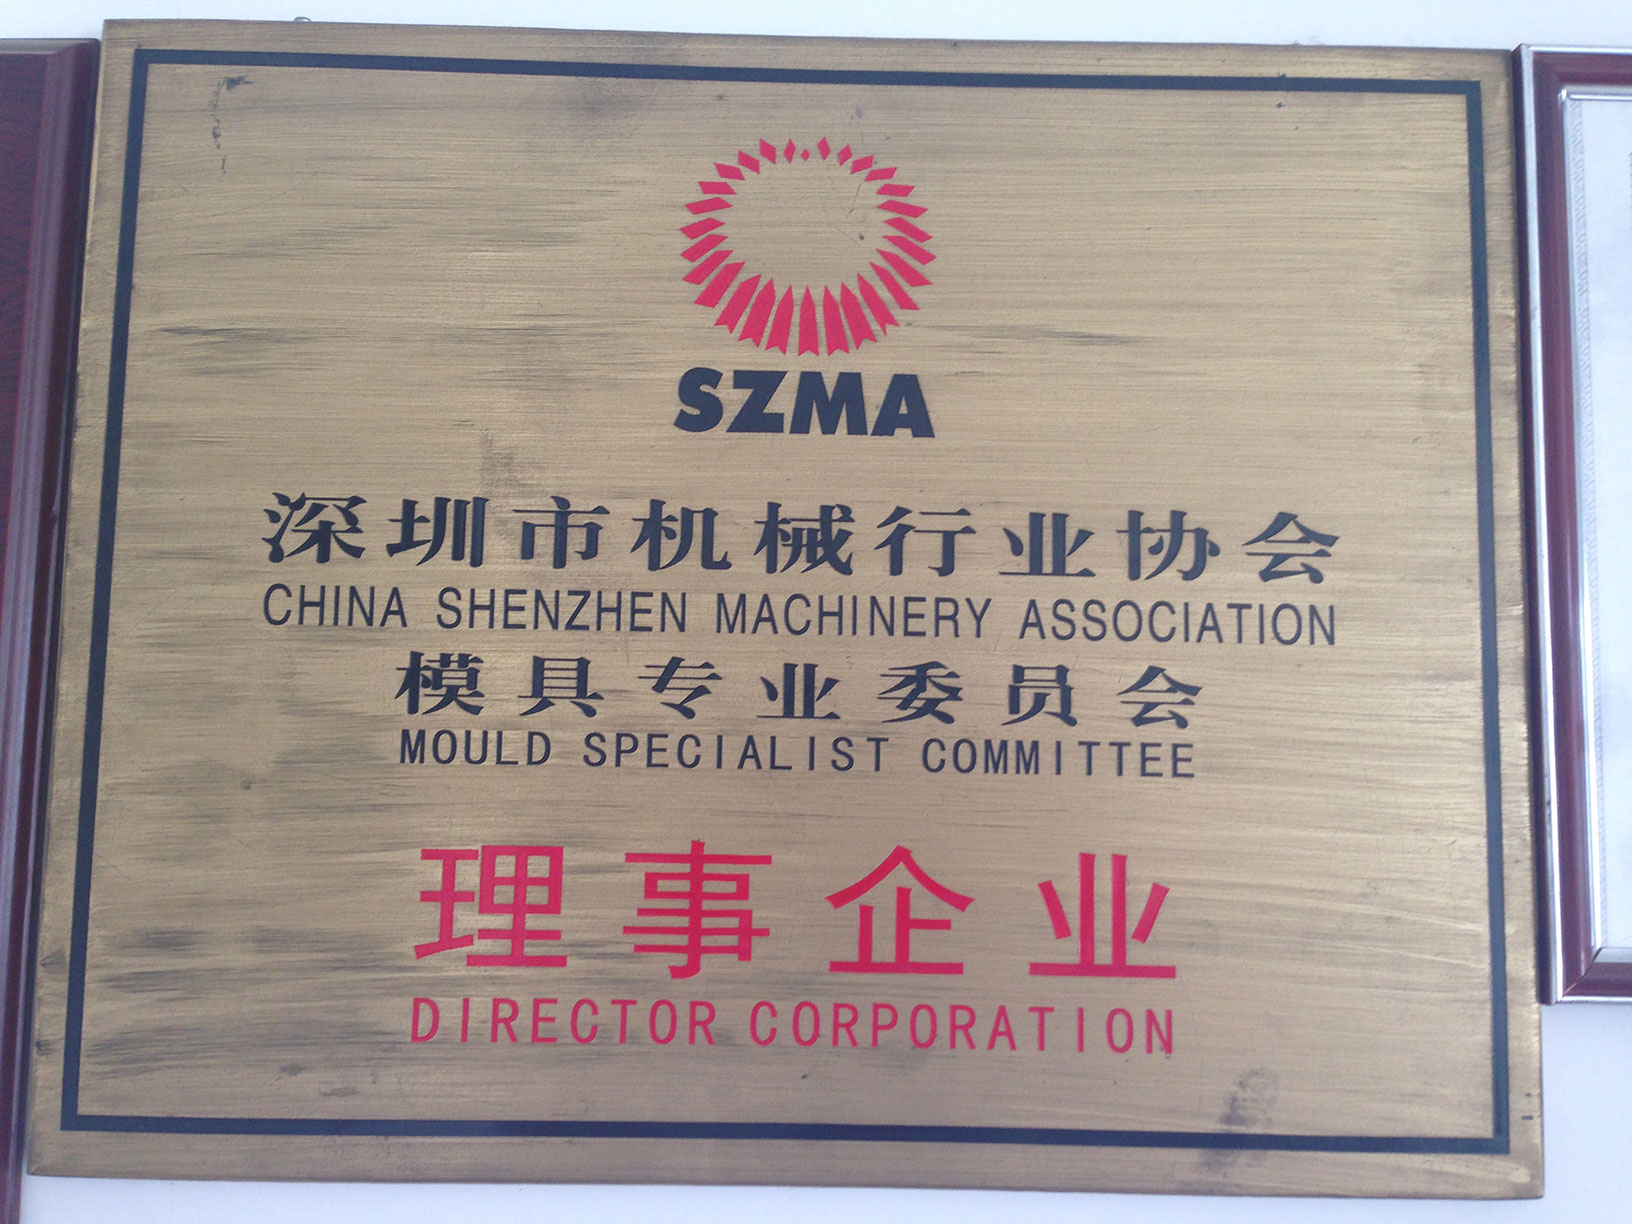 SZMA
深圳市机械行业协会
CHINA SHENZHEN MACHINERY ASSOCIATION
模具专业委员会
MOULD SPECIALIST COMMITTEE
理事企业
DIRECTOR CORPORATION